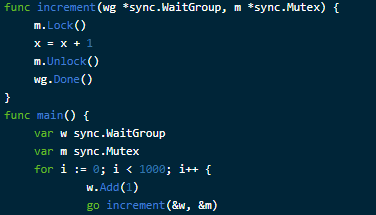 func increment(wg *sync.WaitGroup, m *sync.Mutex) {
m.Lock()
x = x + 1
m.Unlock()
wg.Done()
}
func main() {
var w sync.WaitGroup
var m sync.Mutex
for i := 0; i < 1000; i++ {
w.Add(1)
go increment(&w, &m)